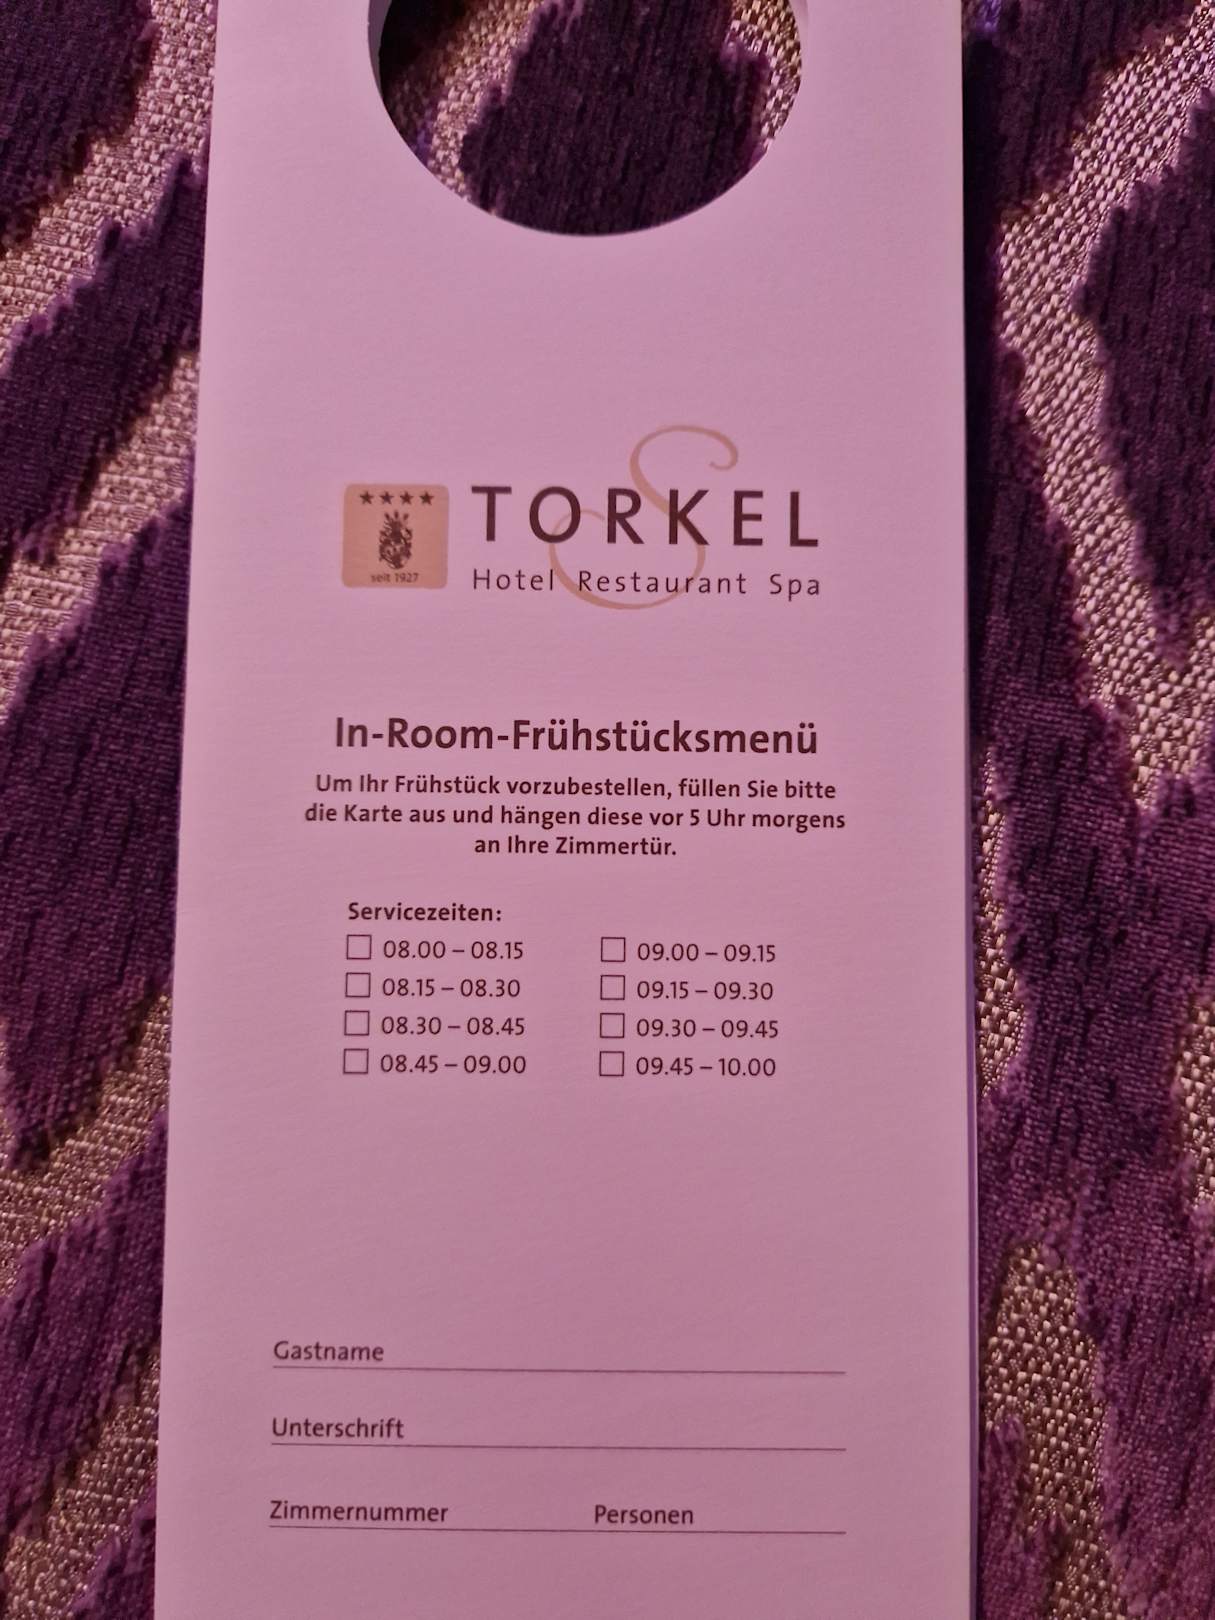 ★★★★
seit 1927
S
TORKEL
Hotel Restaurant Spa
In-Room-Frühstücksmenü
Um Ihr Frühstück vorzubestellen, füllen Sie bitte
die Karte aus und hängen diese vor 5 Uhr morgens
an Ihre Zimmertür.
Servicezeiten:
08.00 – 08.15 09.00 – 09.15
08.15 – 08.30 09.15 – 09.30
08.30 – 08.45 09.30 – 09.45
08.45 – 09.00 09.45 – 10.00
Gastname
Unterschrift
Zimmernummer Personen